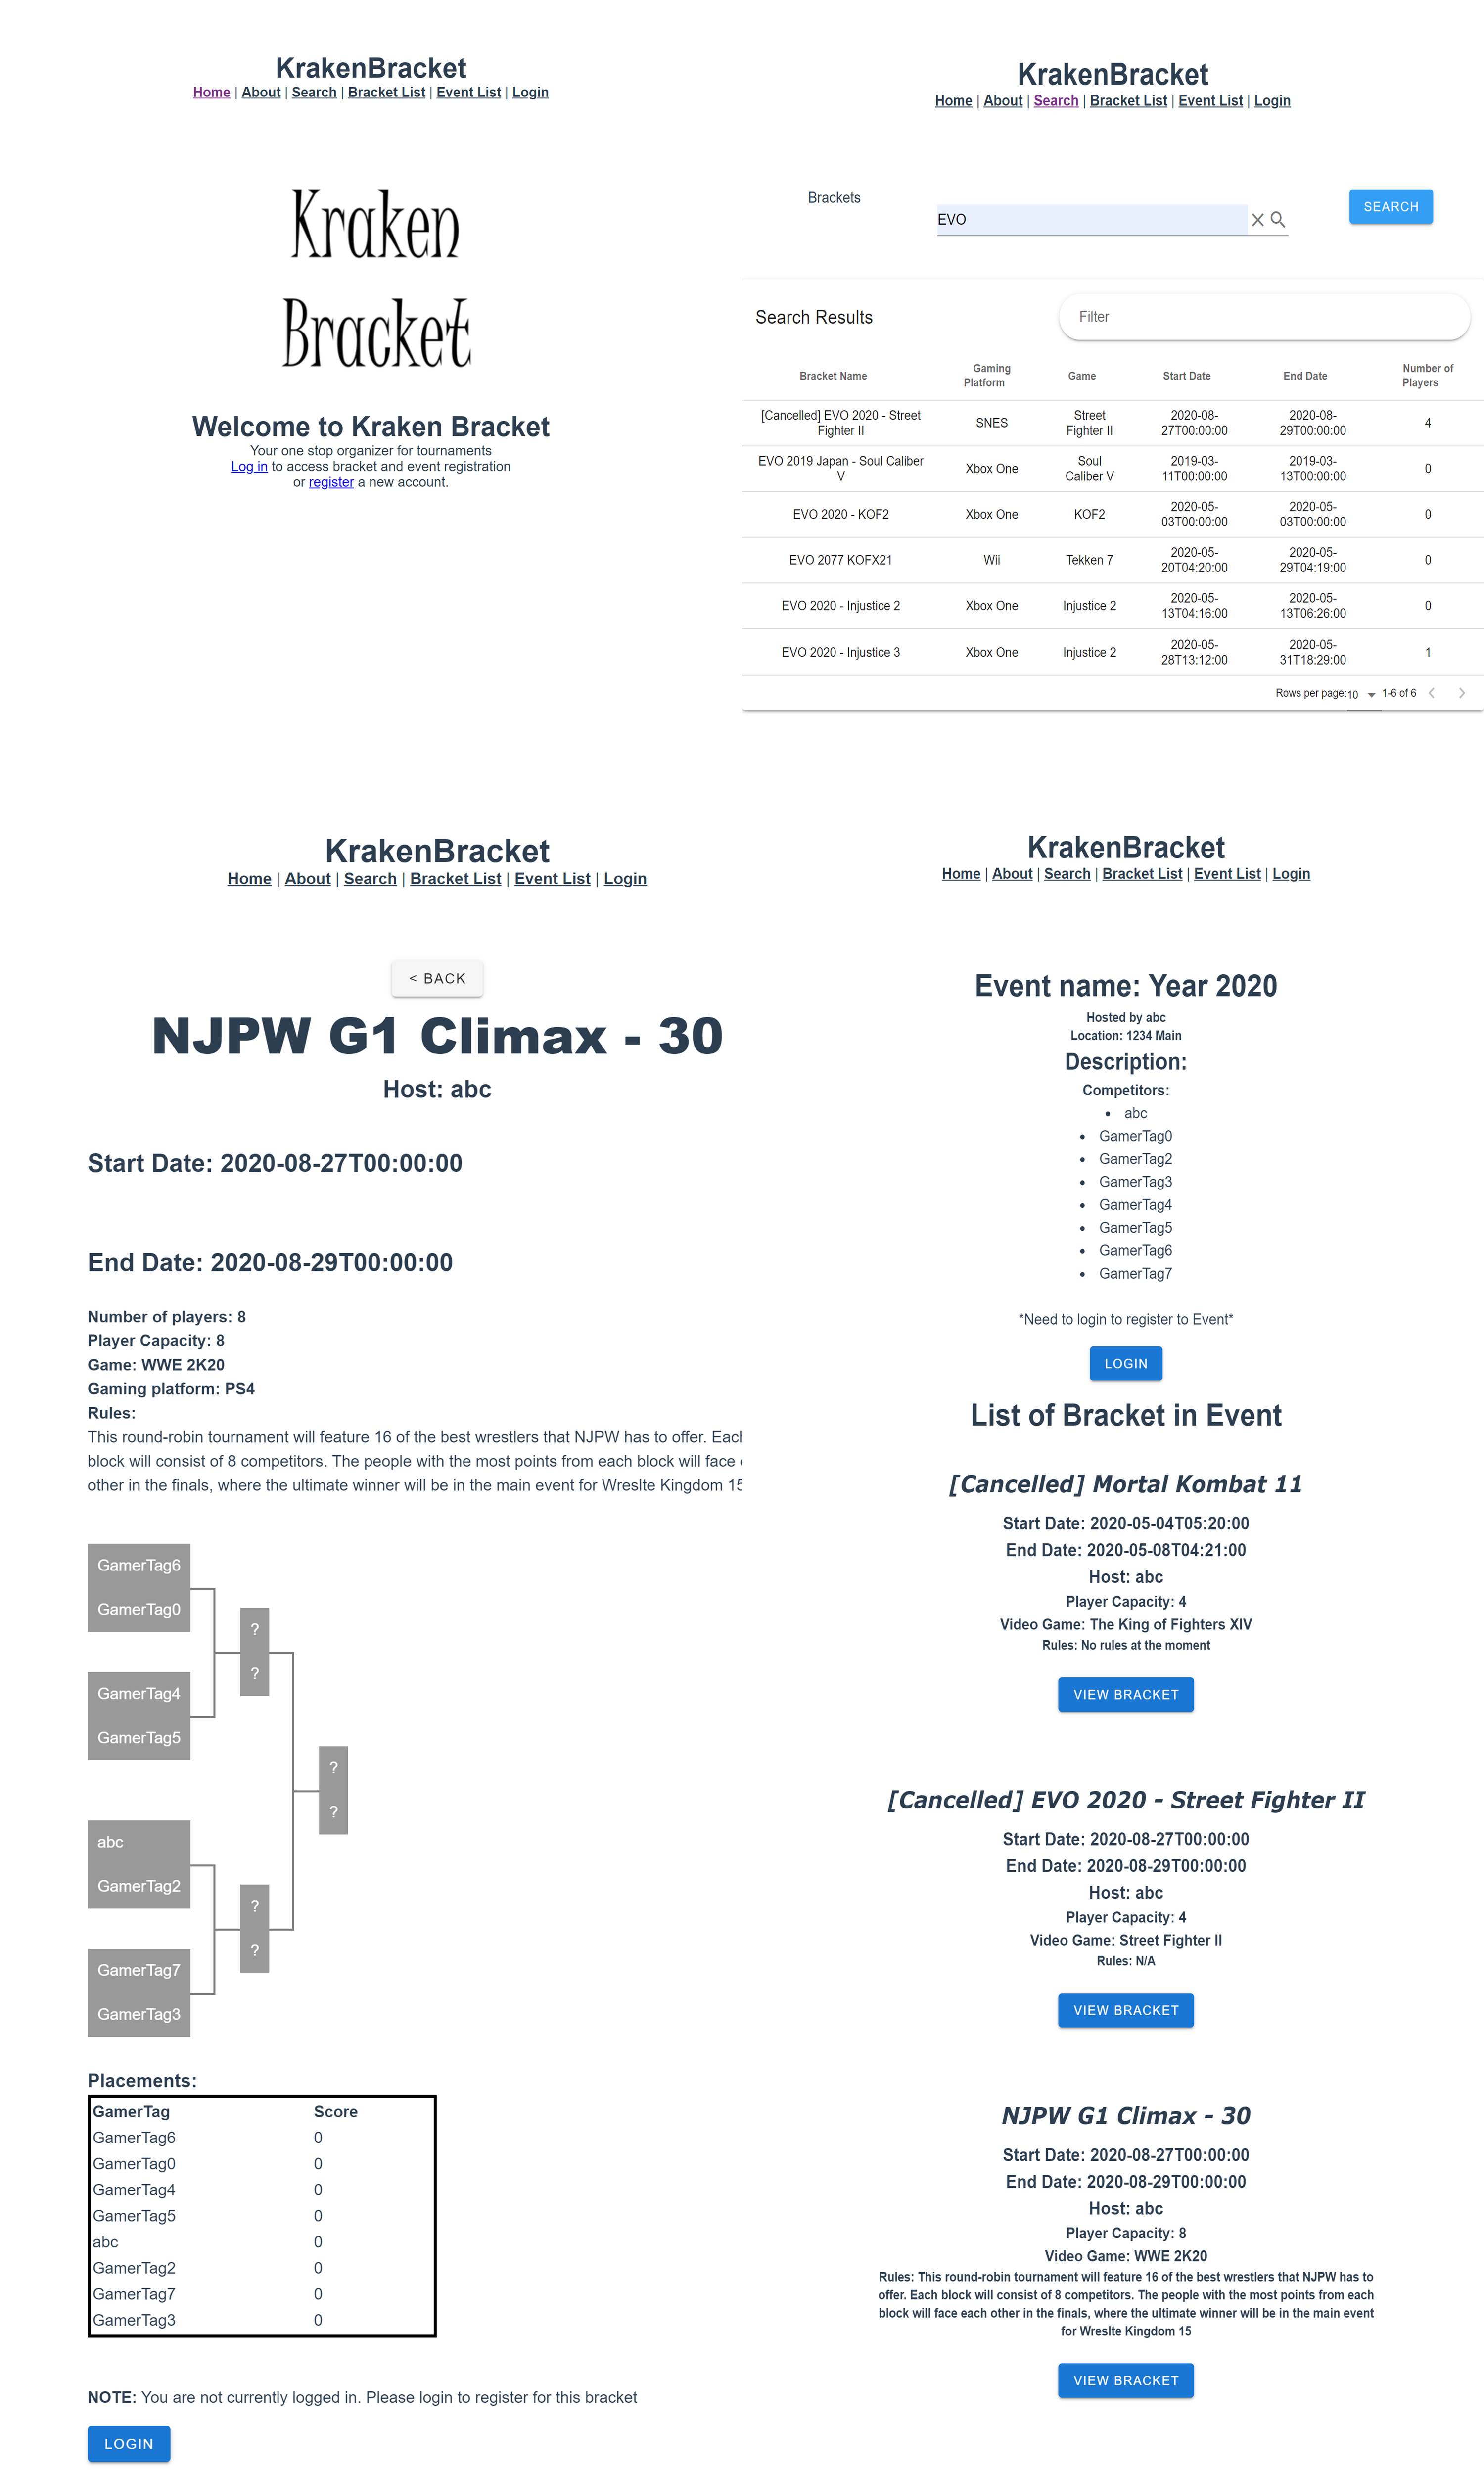 KrakenBracket
Home | About | Search | Bracket List | Event List | Login
Kraken
Bracket
Welcome to Kraken Bracket
Your one stop organizer for tournaments
Log in to access bracket and event registration
or register a new account.
KrakenBracket
Home | About | Search | Bracket List | Event List | Login
Brackets
EVO
SEARCH
Search Results
Filter
Bracket Name Gaming Platform Game Start Date End Date Number of Players
[Cancelled] EVO 2020 - Street Fighter II SNES Street Fighter II 2020-08-27T00:00:00 2020-08-29T00:00:00 4
EVO 2019 Japan - Soul Caliber V Xbox One Soul Caliber V 2019-03-11T00:00:00 2019-03-13T00:00:00 0
EVO 2020 - KOF2 Xbox One KOF2 2020-05-03T00:00:00 2020-05-03T00:00:00 0
EVO 2077 KOFX21 Wii Tekken 7 2020-05-20T04:20:00 2020-05-29T04:19:00 0
EVO 2020 - Injustice 2 Xbox One Injustice 2 2020-05-13T04:16:00 2020-05-13T06:26:00 0
EVO 2020 - Injustice 3 Xbox One Injustice 2 2020-05-28T13:12:00 2020-05-31T18:29:00 1
Rows per page: 10 1-6 of 6
KrakenBracket
Home | About | Search | Bracket List | Event List | Login
< BACK
NJPW G1 Climax - 30
Host: abc
Start Date: 2020-08-27T00:00:00
End Date: 2020-08-29T00:00:00
Number of players: 8
Player Capacity: 8
Game: WWE 2K20
Gaming platform: PS4
Rules:
This round-robin tournament will feature 16 of the best wrestlers that NJPW has to offer. Each
block will consist of 8 competitors. The people with the most points from each block will face
other in the finals, where the ultimate winner will be in the main event for Wreslte Kingdom 15
GamerTag6
GamerTag0
?
?
GamerTag4
GamerTag5
?
?
abc
GamerTag2
?
?
GamerTag7
GamerTag3
Placements:
GamerTag Score
GamerTag6 0
GamerTag0 0
GamerTag4 0
GamerTag5 0
abc 0
GamerTag2 0
GamerTag7 0
GamerTag3 0
NOTE: You are not currently logged in. Please login to register for this bracket
LOGIN
KrakenBracket
Home | About | Search | Bracket List | Event List | Login
Event name: Year 2020
Hosted by abc
Location: 1234 Main
Description:
Competitors:
• abc
• GamerTag0
• GamerTag2
• GamerTag3
• GamerTag4
• GamerTag5
• GamerTag6
• GamerTag7
*Need to login to register to Event*
LOGIN
List of Bracket in Event
[Cancelled] Mortal Kombat 11
Start Date: 2020-05-04T05:20:00
End Date: 2020-05-08T04:21:00
Host: abc
Player Capacity: 4
Video Game: The King of Fighters XIV
Rules: No rules at the moment
VIEW BRACKET
[Cancelled] EVO 2020 - Street Fighter II
Start Date: 2020-08-27T00:00:00
End Date: 2020-08-29T00:00:00
Host: abc
Player Capacity: 4
Video Game: Street Fighter II
Rules: N/A
VIEW BRACKET
NJPW G1 Climax - 30
Start Date: 2020-08-27T00:00:00
End Date: 2020-08-29T00:00:00
Host: abc
Player Capacity: 8
Video Game: WWE 2K20
Rules: This round-robin tournament will feature 16 of the best wrestlers that NJPW has to
offer. Each block will consist of 8 competitors. The people with the most points from each
block will face each other in the finals, where the ultimate winner will be in the main event
for Wreslte Kingdom 15
VIEW BRACKET